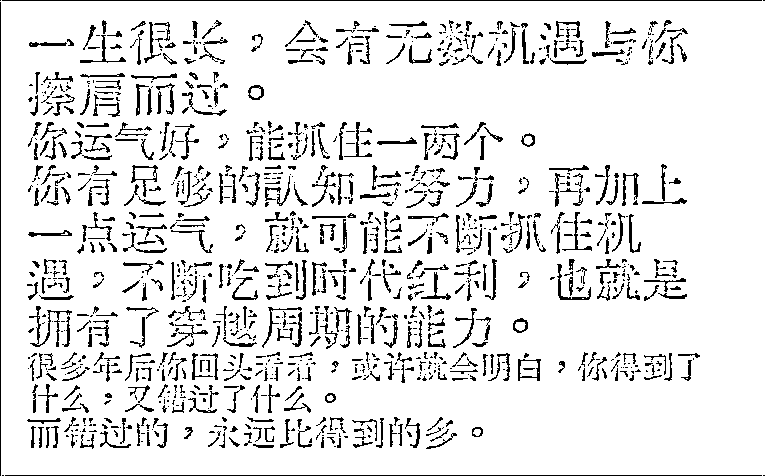 一生很长，会有无数机遇与你
擦肩而过。
你运气好，能抓住一两个。
你有足够的认知与努力，再加上
一点运气，就可能不断抓住机
遇，不断吃到时代红利，也就是
拥有了穿越周期的能力。
很多年后你回头看看，或许就会明白，你得到了
什么，又错过了什么。
而错过的，永远比得到的多。